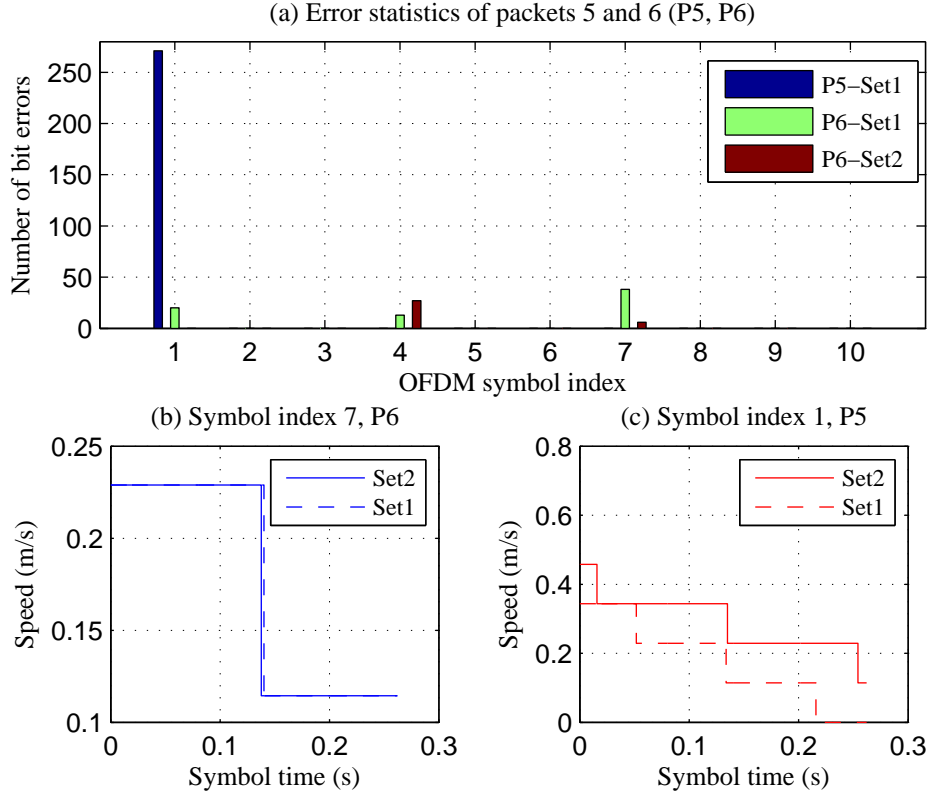 (a) Error statistics of packets 5 and 6 (P5, P6)
Number of bit errors
250
200
150
100
50
0
P5−Set1
P6−Set1
P6−Set2
1 2 3 4 5 6 7 8 9 10
OFDM symbol index
(b) Symbol index 7, P6
Speed (m/s)
0.25
0.2
0.15
0.1
Set2
Set1
0 0.1 0.2 0.3
Symbol time (s)
(c) Symbol index 1, P5
Speed (m/s)
0.8
0.6
0.4
0.2
0
Set2
Set1
0 0.1 0.2 0.3
Symbol time (s)